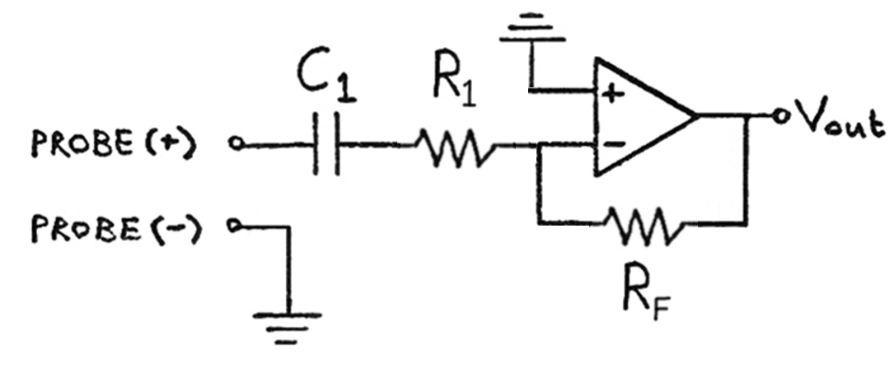 C1
R1
+
PROBE (+)
Vout
−
PROBE (-)
RF